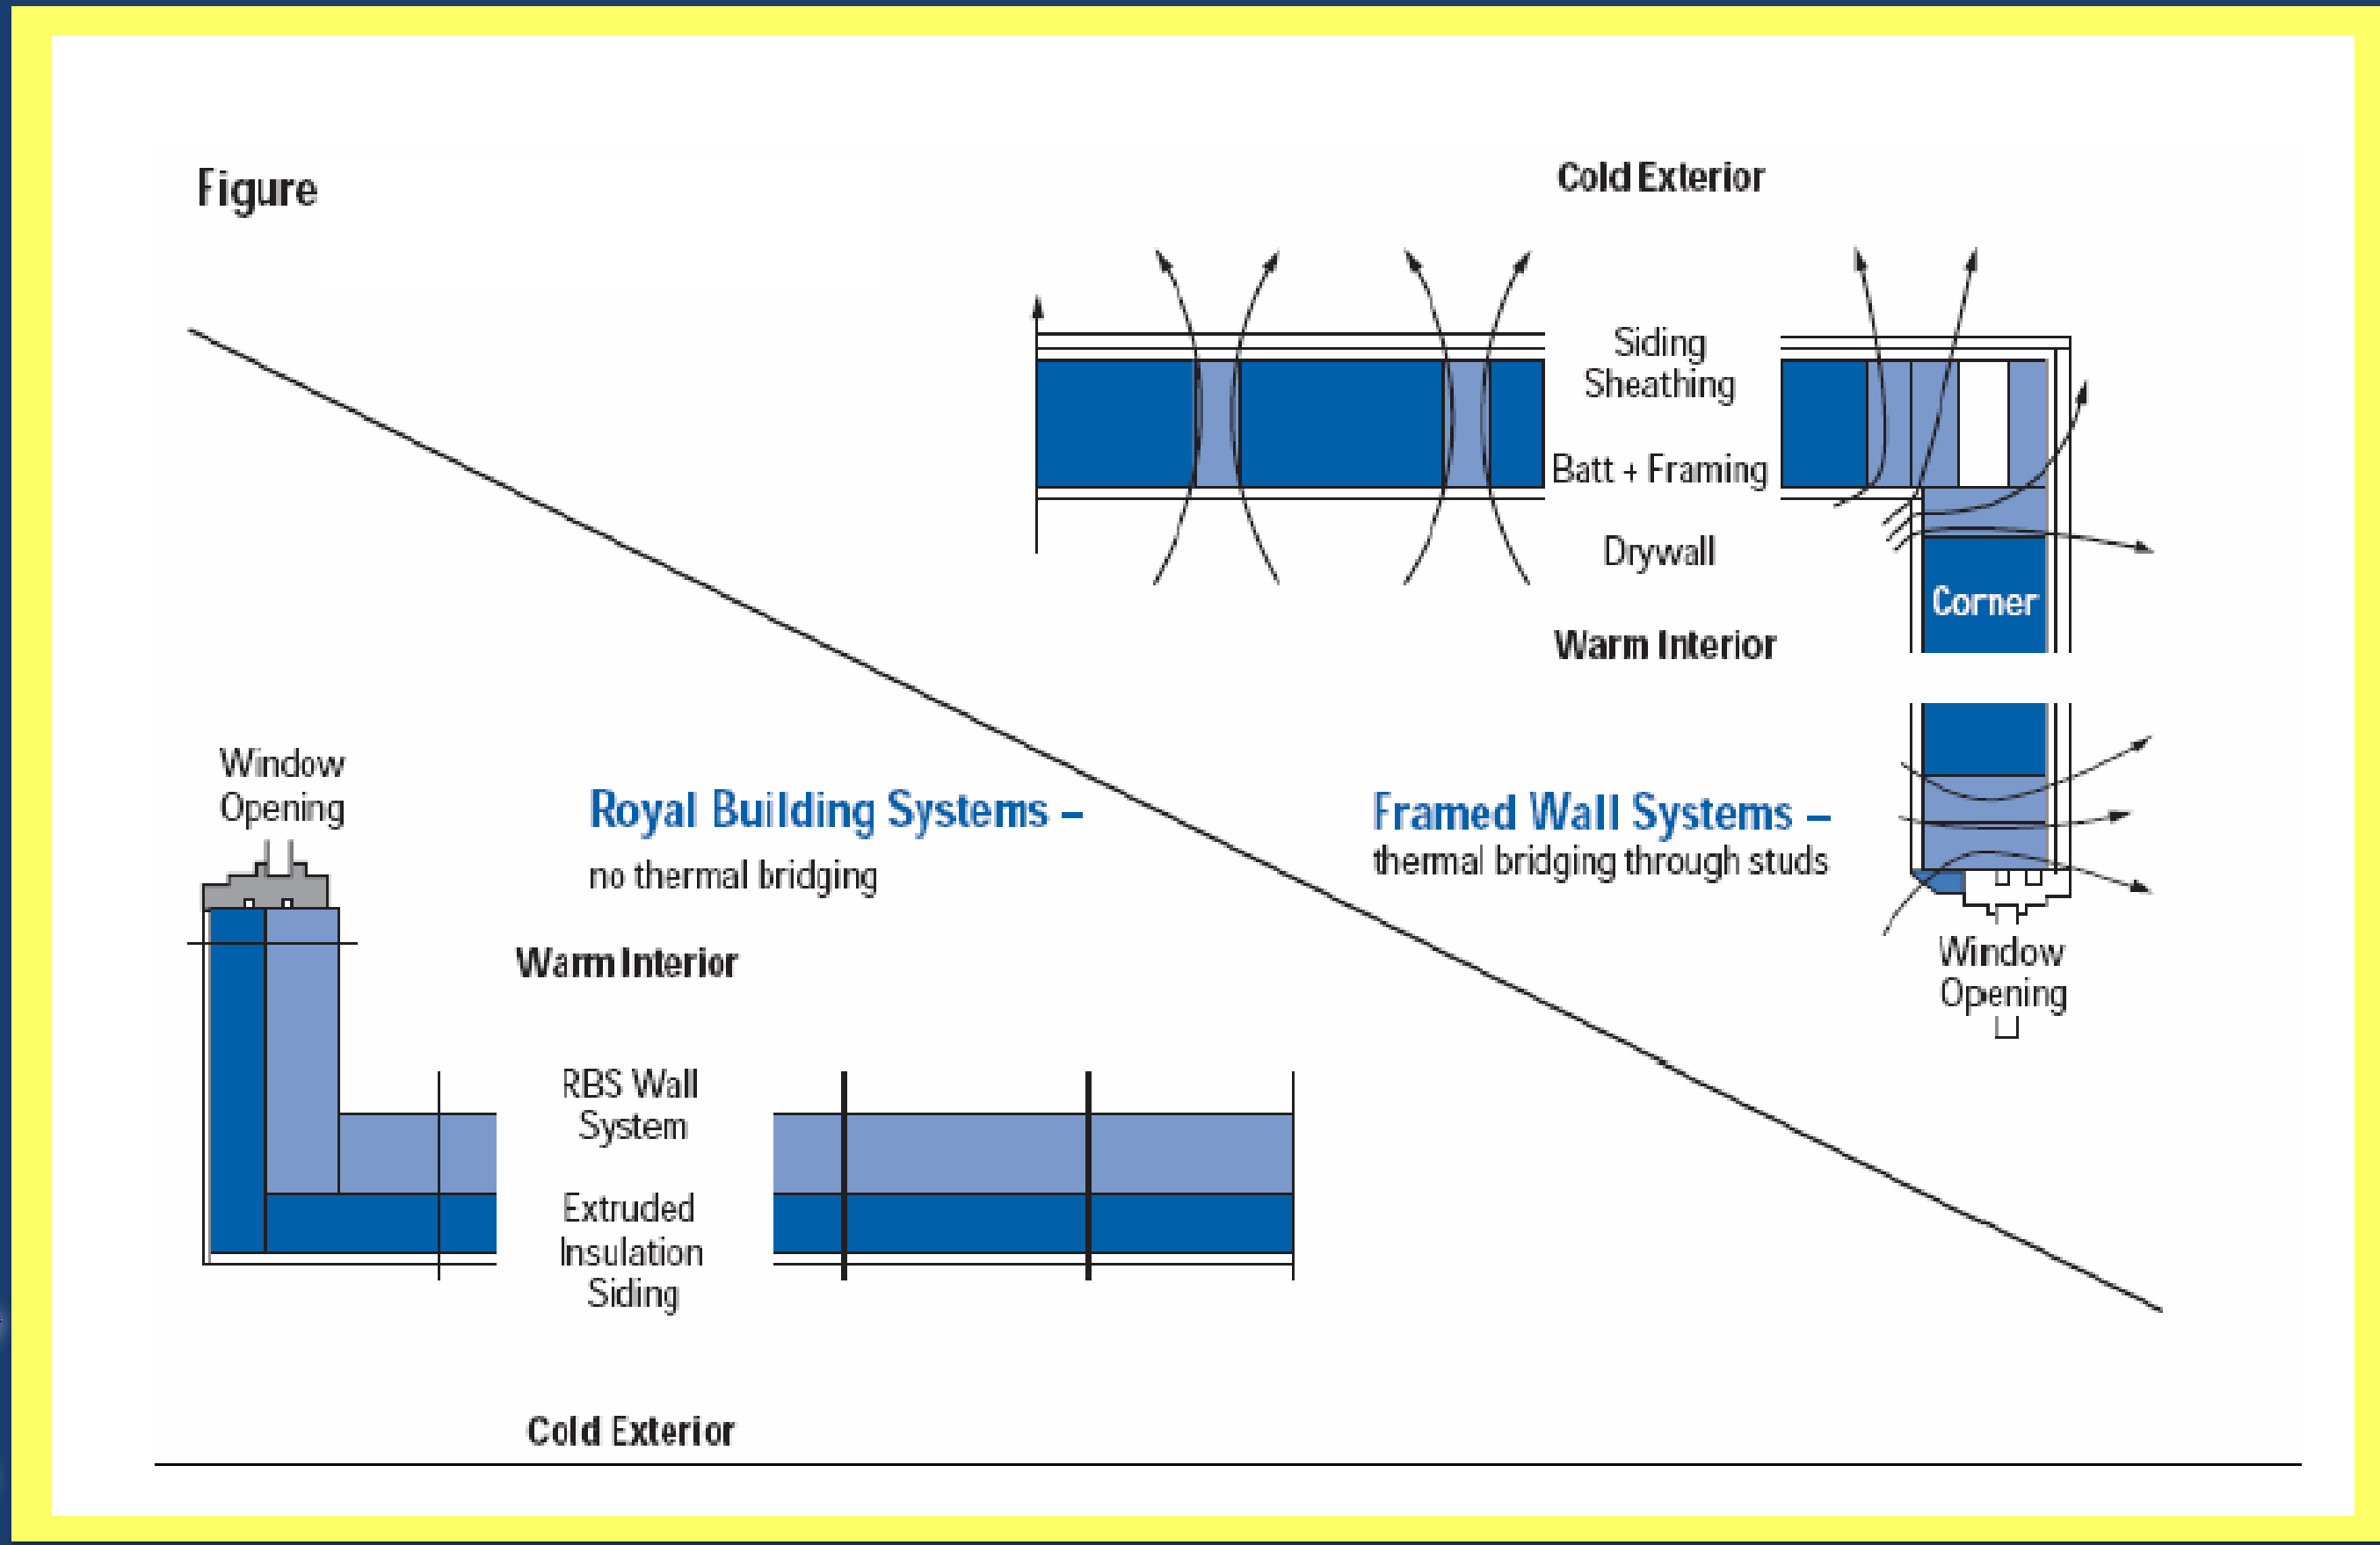 Figure
Cold Exterior
Siding
Sheathing
Batt + Framing
Drywall
Corner
Warm Interior
Window
Opening
Royal Building Systems –
no thermal bridging
Framed Wall Systems –
thermal bridging through studs
Warm Interior
Window
Opening
RBS Wall
System
Extruded
Insulation
Siding
Cold Exterior